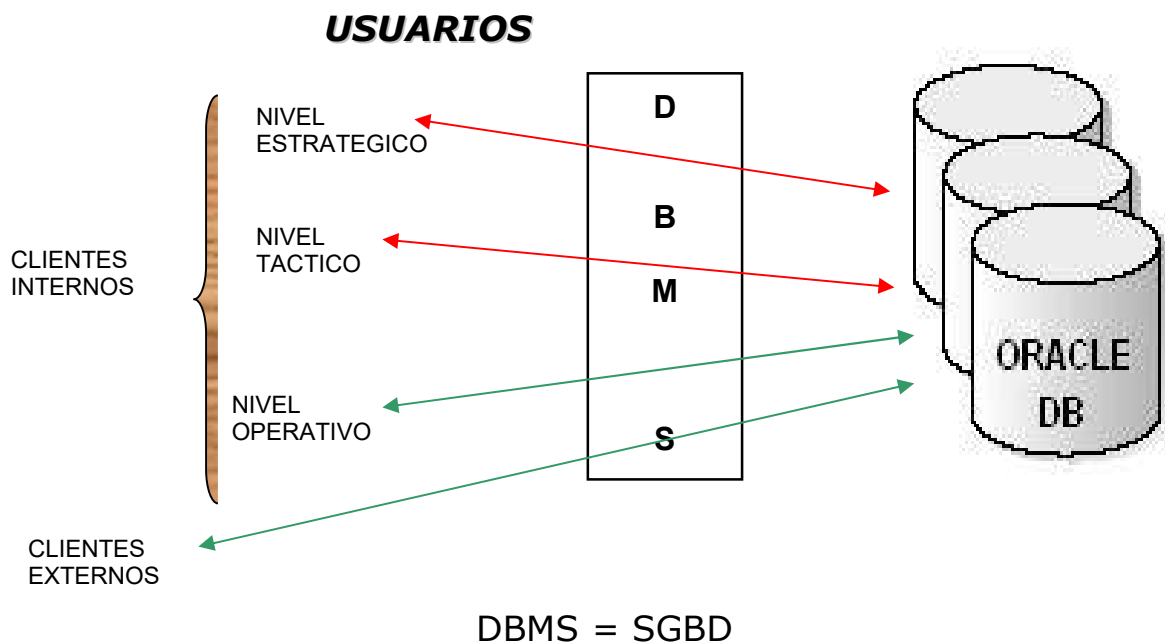 USUARIOS
NIVEL
ESTRATEGICO
D
B
NIVEL
TACTICO
CLIENTES
INTERNOS
M
ORACLE
DB
NIVEL
OPERATIVO
S
CLIENTES
EXTERNOS
DBMS = SGBD